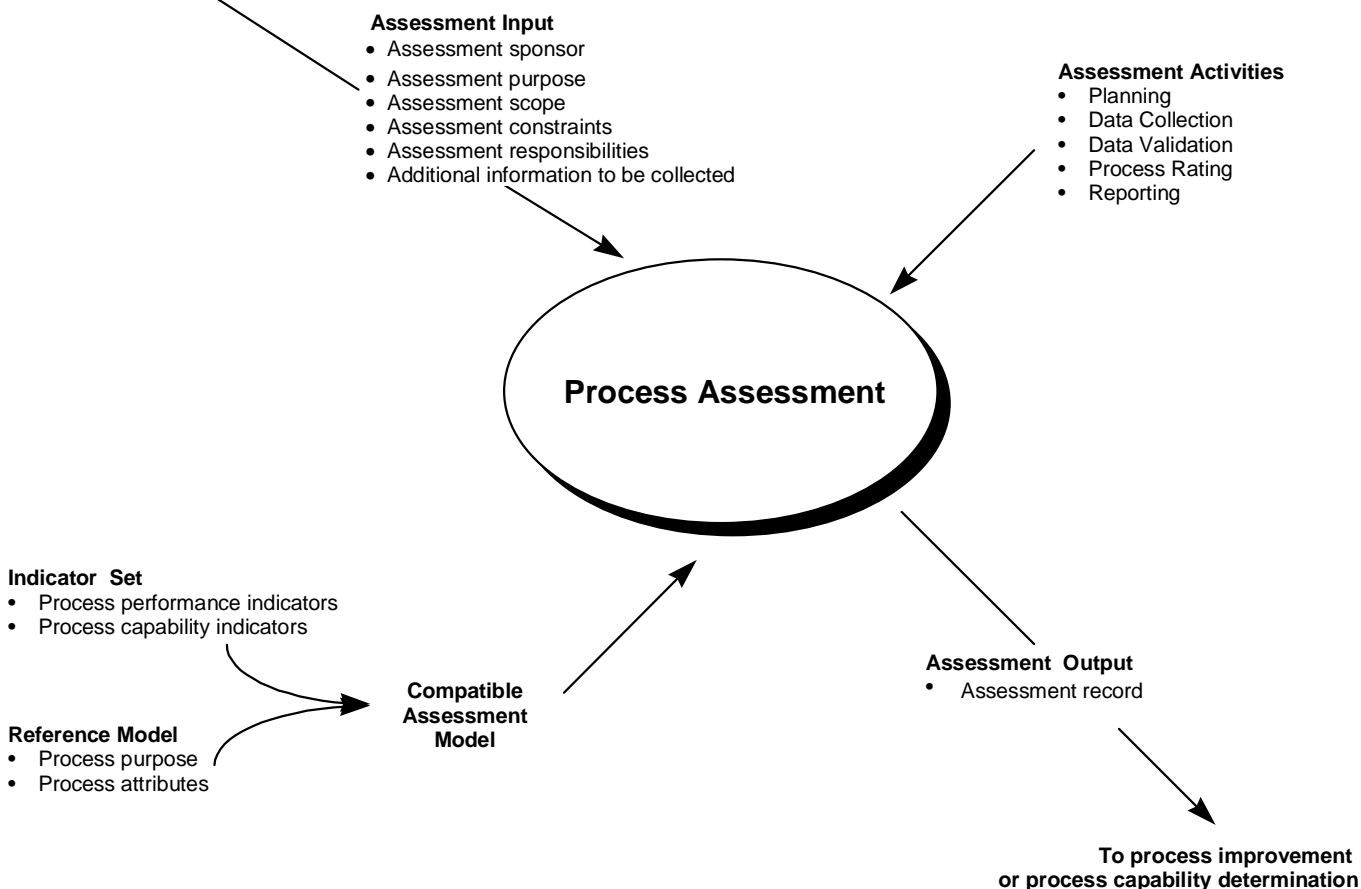 Assessment Input
• Assessment sponsor
• Assessment purpose
• Assessment scope
• Assessment constraints
• Assessment responsibilities
• Additional information to be collected
Assessment Activities
• Planning
• Data Collection
• Data Validation
• Process Rating
• Reporting
Process Assessment
Indicator Set
• Process performance indicators
• Process capability indicators
Reference Model
• Process purpose
• Process attributes
Compatible
Assessment
Model
Assessment Output
• Assessment record
To process improvement
or process capability determination